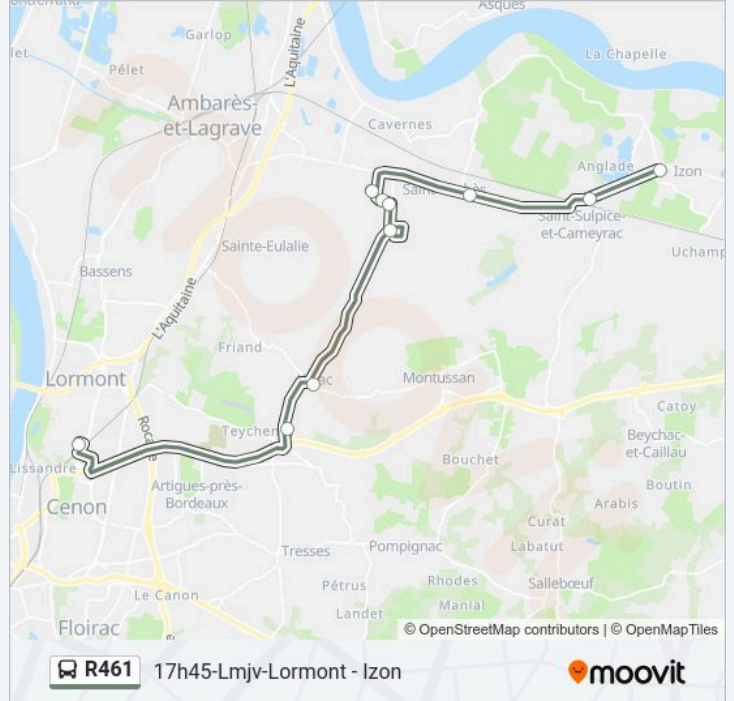 Asques
Garlop
L'Aquitaine
La Chapelle
Pélet
Ambarès-
et-Lagrave
Cavernes
Anglade
Izon
Saint-Sulpice-
et-Cameyrac
Sainte-Eulalie
Uchamp
Bassens
L'Aquitaine
Friand
Lormont
Montussan
Catoy
Teychen
Beychac-
et-Caillau
Lissandre
Bouchet
Boutin
Artigues-près-
Bordeaux
Cenon
Arabis
Curat
Labatut
Tresses
Pompignac
Rhodes
Salleboeuf
Pétrus
Le Canon
Manial
Landet
Floirac
© OpenStreetMap contributors | © OpenMapTiles
R461 17h45-Lmjv-Lormont - Izon
moovit